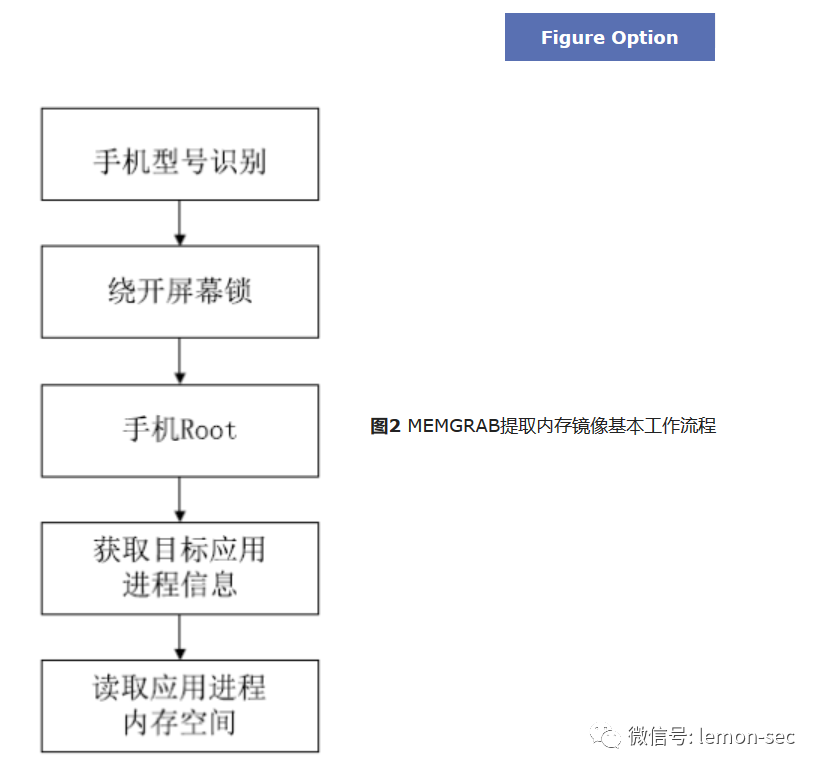 Figure Option
手机型号识别
绕开屏幕锁
手机Root
图2 MEMGRAB提取内存镜像基本工作流程
获取目标应用
进程信息
读取应用进程
内存空间
微信号: lemon-sec